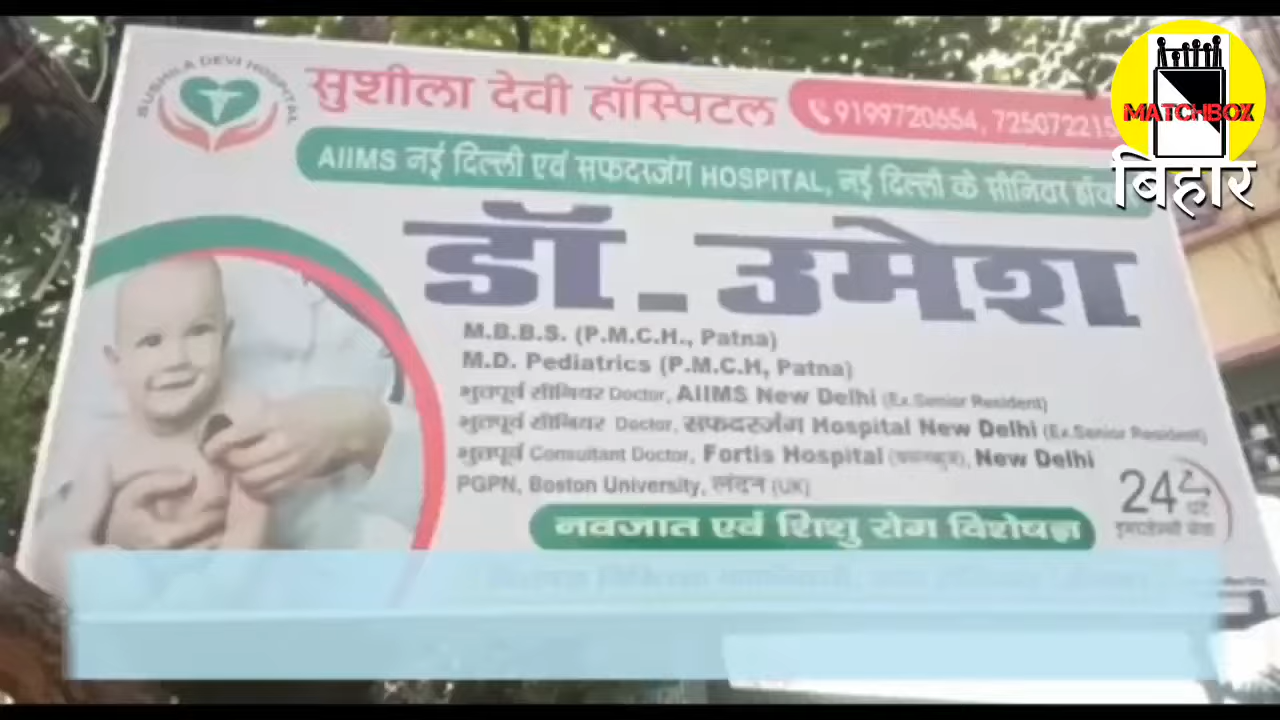 SUSHILA DEVI HOSPITAL
सुशीला देवी हॉस्पिटल
9199720654, 725072215
MATCHBOX
बिहार
AIIMS नई दिल्ली एवं सफदरजंग HOSPITAL, नई दिल्ली के सीनियर
डॉ. उमेश
M.B.B.S. (P.M.C.H., Patna)
M.D. Pediatrics (P.M.C.H, Patna)
भुतपूर्व सीनियर Doctor, AIIMS New Delhi (Ex.Senior Resident)
भुतपूर्व सीनियर Doctor, सफदरजंग Hospital New Delhi (Ex.Senior Resident)
भुतपूर्व Consultant Doctor, Fortis Hospital New Delhi
PGPN, Boston University, लंदन (UK)
24
नवजात एवं शिशु रोग विशेषज्ञ